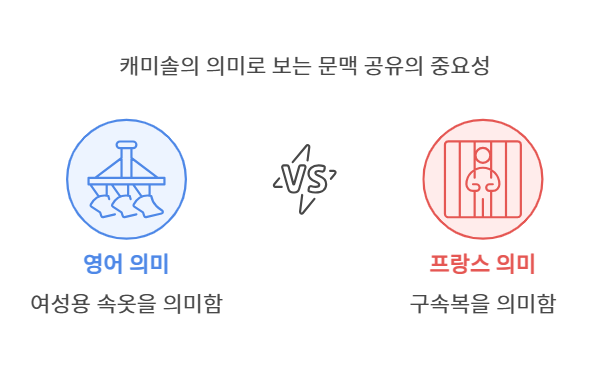 캐미솔의 의미로 보는 문맥 공유의 중요성
VS
영어 의미
프랑스 의미
여성용 속옷을 의미함
구속복을 의미함